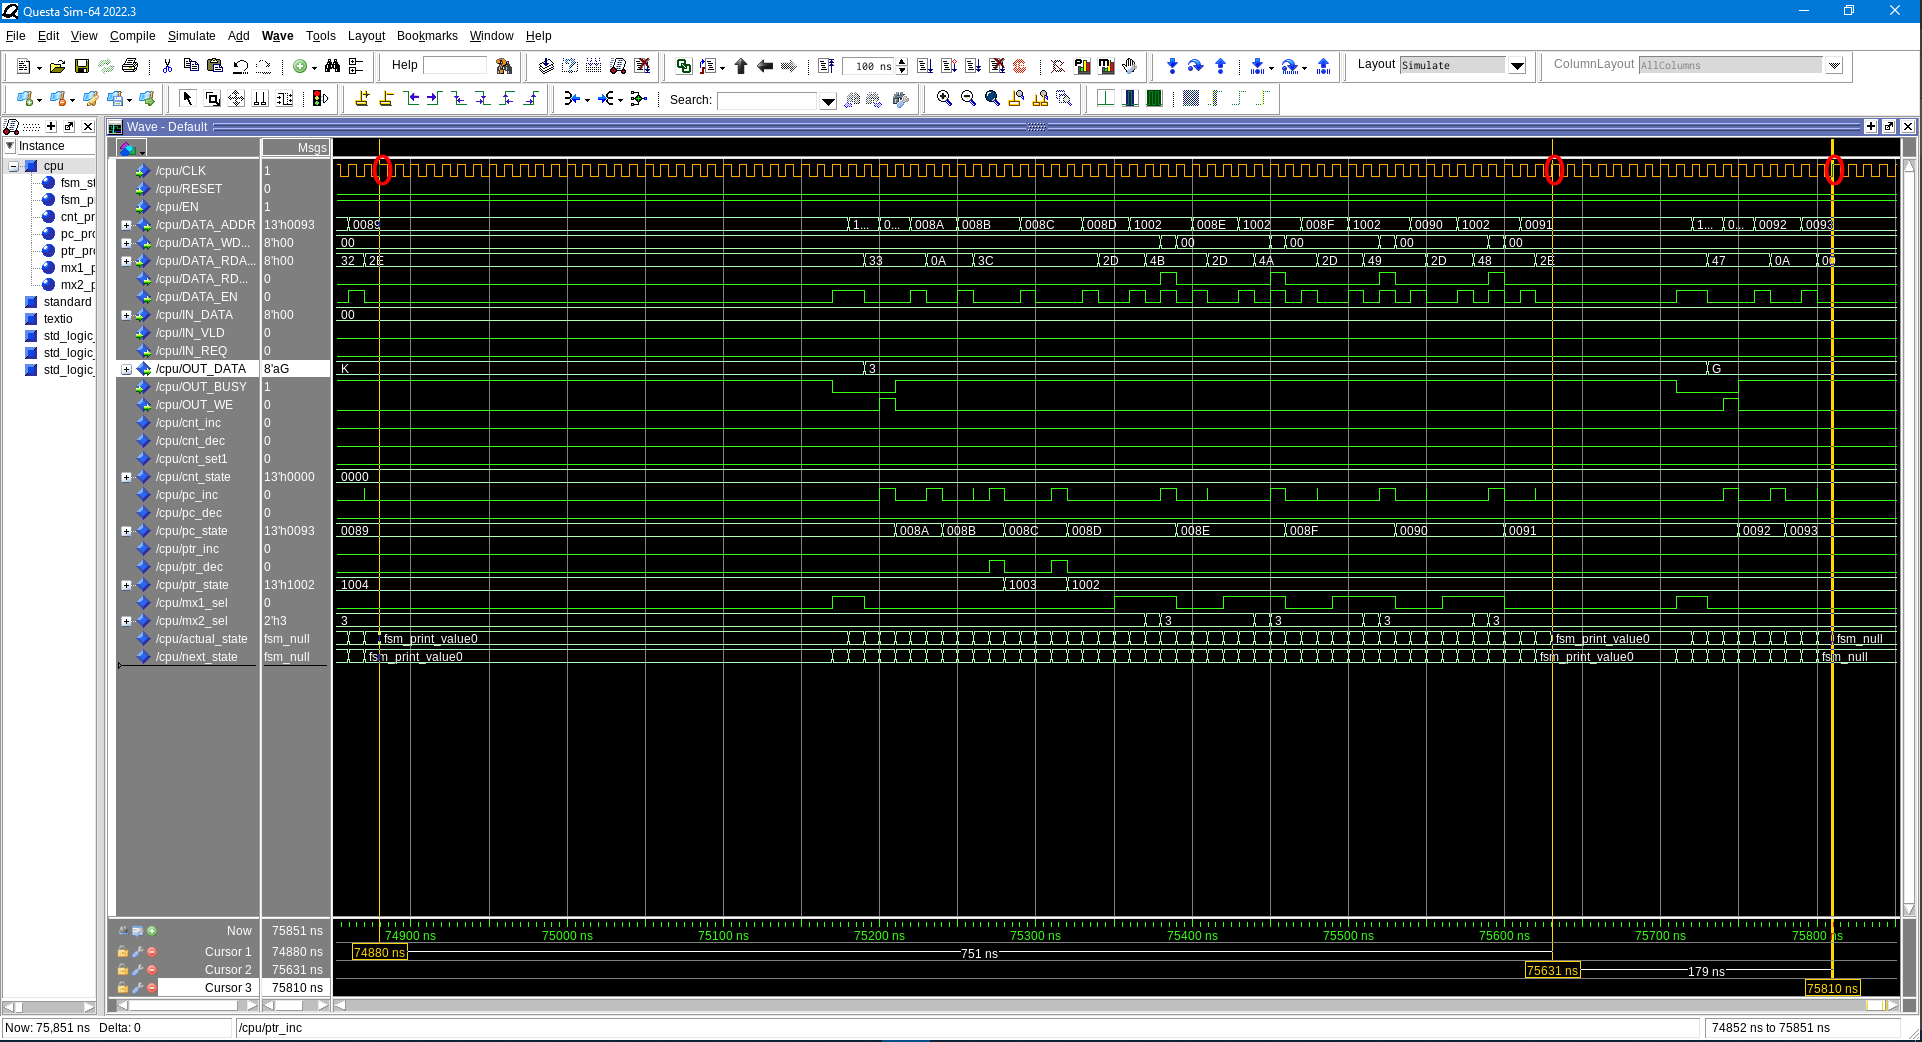 Questa Sim-64 2022.3
File Edit View Compile Simulate Add Wave Tools Layout Bookmarks Window Help
Help 100 ns Layout Simulate ColumnLayout AllColumns
Search:
Wave - Default
Instance
Msgs
cpu
fsm_st
fsm_p
cnt_pr
pc_pro
ptr_pro
mx1_p
mx2_p
standard
textio
std_logic_
std_logic_
std_logic_
/cpu/CLK 1
/cpu/RESET 0
/cpu/EN 1
/cpu/DATA_ADDR 13'h0093 0089 1... 0... 008A 008B 008C 008D 1002 008E 1002 008F 1002 0090 1002 0091 1... 0... 0092 0093
/cpu/DATA_WD... 8'h00 00 00 00 00 00
/cpu/DATA_RDA... 8'h00 32 2E 33 0A 3C 2D 4B 2D 4A 2D 49 2D 48 2E 47 0A 00
/cpu/DATA_RD... 0
/cpu/DATA_EN 0
/cpu/IN_DATA 8'h00 00
/cpu/IN_VLD 0
/cpu/IN_REQ 0
/cpu/OUT_DATA 8'aG K 3 G
/cpu/OUT_BUSY 1
/cpu/OUT_WE 0
/cpu/cnt_inc 0
/cpu/cnt_dec 0
/cpu/cnt_set1 0
/cpu/cnt_state 13'h0000 0000
/cpu/pc_inc 0
/cpu/pc_dec 0
/cpu/pc_state 13'h0093 0089 008A 008B 008C 008D 008E 008F 0090 0091 0092 0093
/cpu/ptr_inc 0
/cpu/ptr_dec 0
/cpu/ptr_state 13'h1002 1004 1003 1002
/cpu/mx1_sel 0
/cpu/mx2_sel 2'h3 3 3 3 3 3
/cpu/actual_state fsm_null fsm_print_value0 fsm_print_value0 fsm_null
/cpu/next_state fsm_null fsm_print_value0 fsm_print_value0 fsm_null
Now 75851 ns 74900 ns 75000 ns 75100 ns 75200 ns 75300 ns 75400 ns 75500 ns 75600 ns 75700 ns 75800 ns
Cursor 1 74880 ns 74880 ns 751 ns
Cursor 2 75631 ns 75631 ns 179 ns
Cursor 3 75810 ns 75810 ns
Now: 75,851 ns Delta: 0 /cpu/ptr_inc 74852 ns to 75851 ns